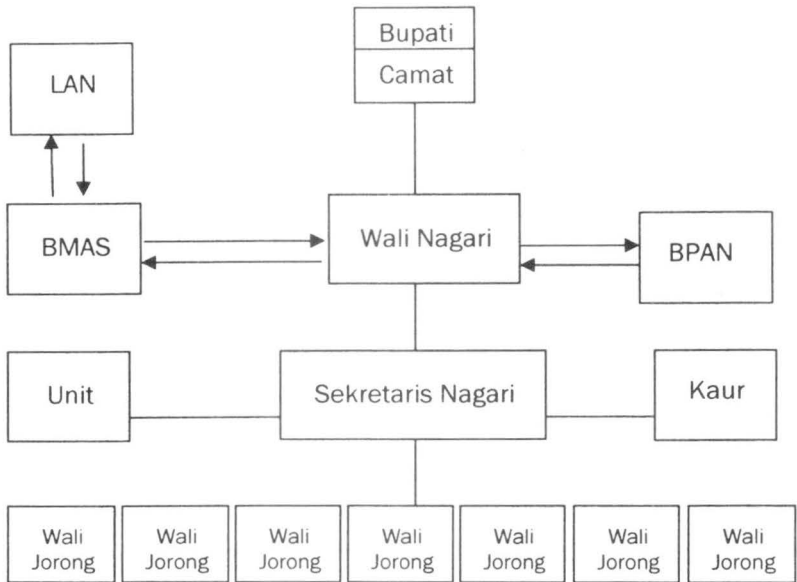 Bupati
Camat
LAN
BMAS
Wali Nagari
BPAN
Unit
Sekretaris Nagari
Kaur
Wali
Jorong
Wali
Jorong
Wali
Jorong
Wali
Jorong
Wali
Jorong
Wali
Jorong
Wali
Jorong